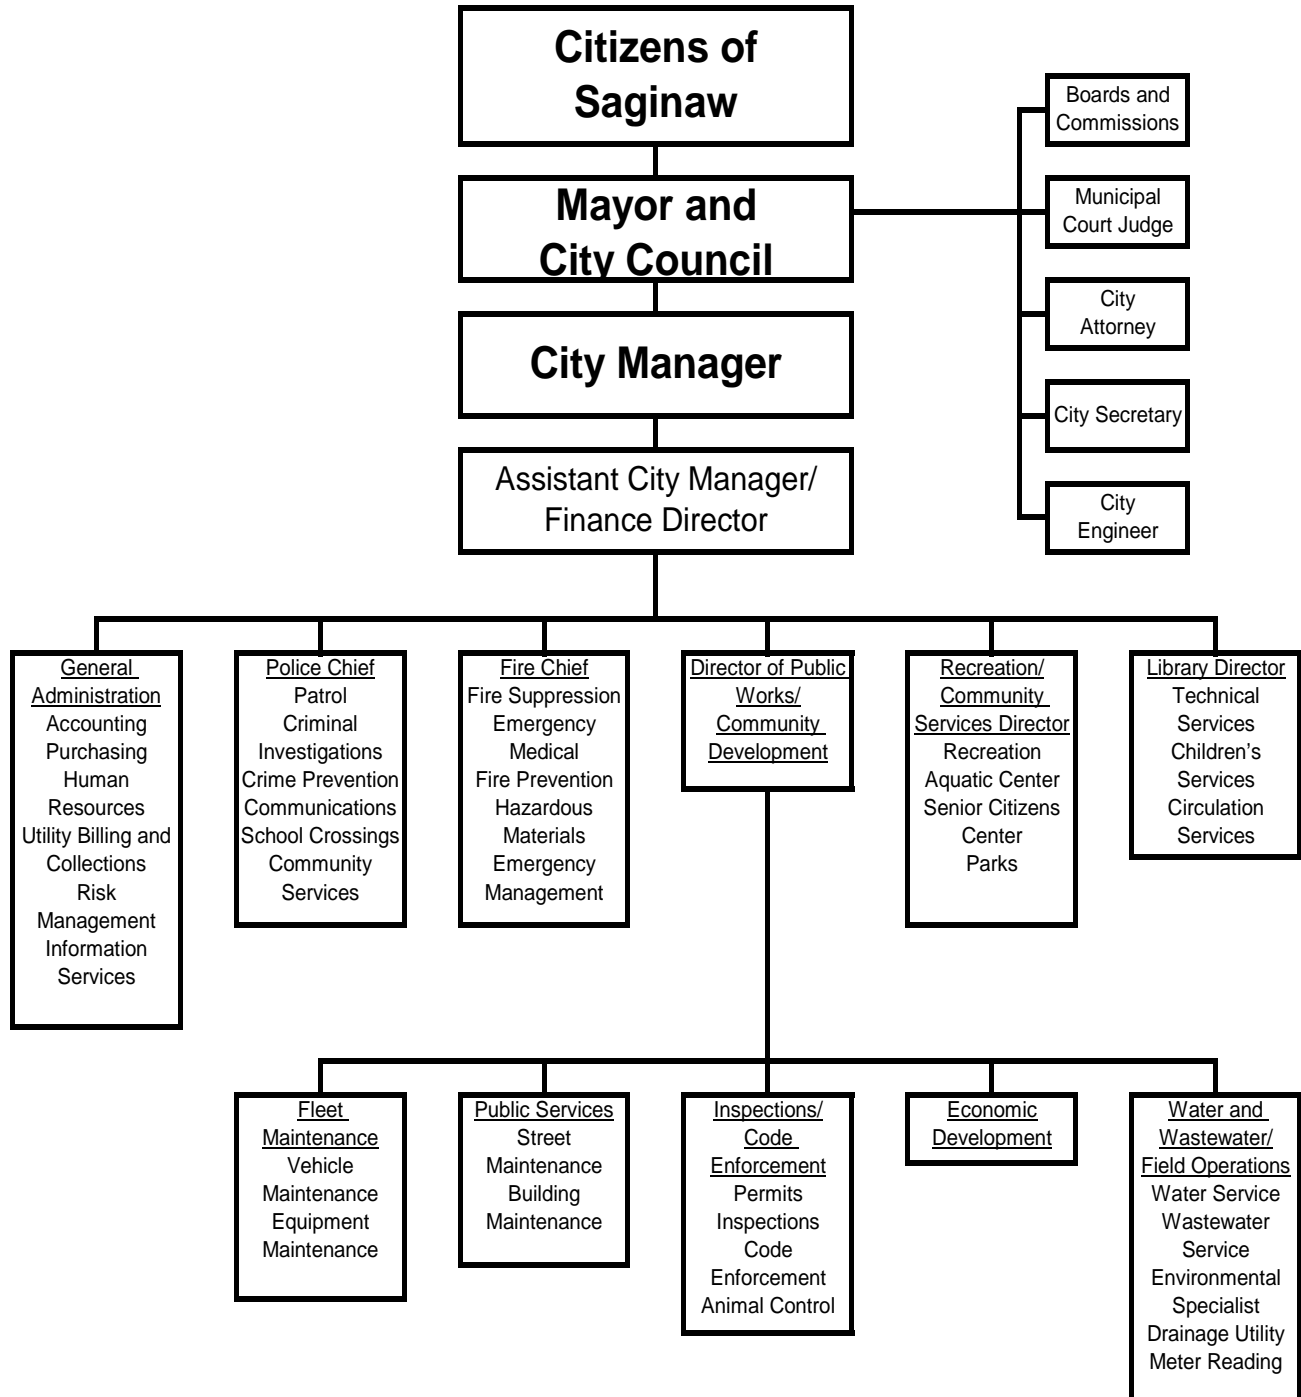 Citizens of
Saginaw
Boards and
Commissions
Mayor and
City Council
Municipal
Court Judge
City
Attorney
City Manager
City Secretary
Assistant City Manager/
Finance Director
City
Engineer
General
Administration
Accounting
Purchasing
Human
Resources
Utility Billing and
Collections
Risk
Management
Information
Services
Police Chief
Patrol
Criminal
Investigations
Crime Prevention
Communications
School Crossings
Community
Services
Fire Chief
Fire Suppression
Emergency
Medical
Fire Prevention
Hazardous
Materials
Emergency
Management
Director of Public
Works/
Community
Development
Recreation/
Community
Services Director
Recreation
Aquatic Center
Senior Citizens
Center
Parks
Library Director
Technical
Services
Children's
Services
Circulation
Services
Fleet
Maintenance
Vehicle
Maintenance
Equipment
Maintenance
Public Services
Street
Maintenance
Building
Maintenance
Inspections/
Code
Enforcement
Permits
Inspections
Code
Enforcement
Animal Control
Economic
Development
Water and
Wastewater/
Field Operations
Water Service
Wastewater
Service
Environmental
Specialist
Drainage Utility
Meter Reading